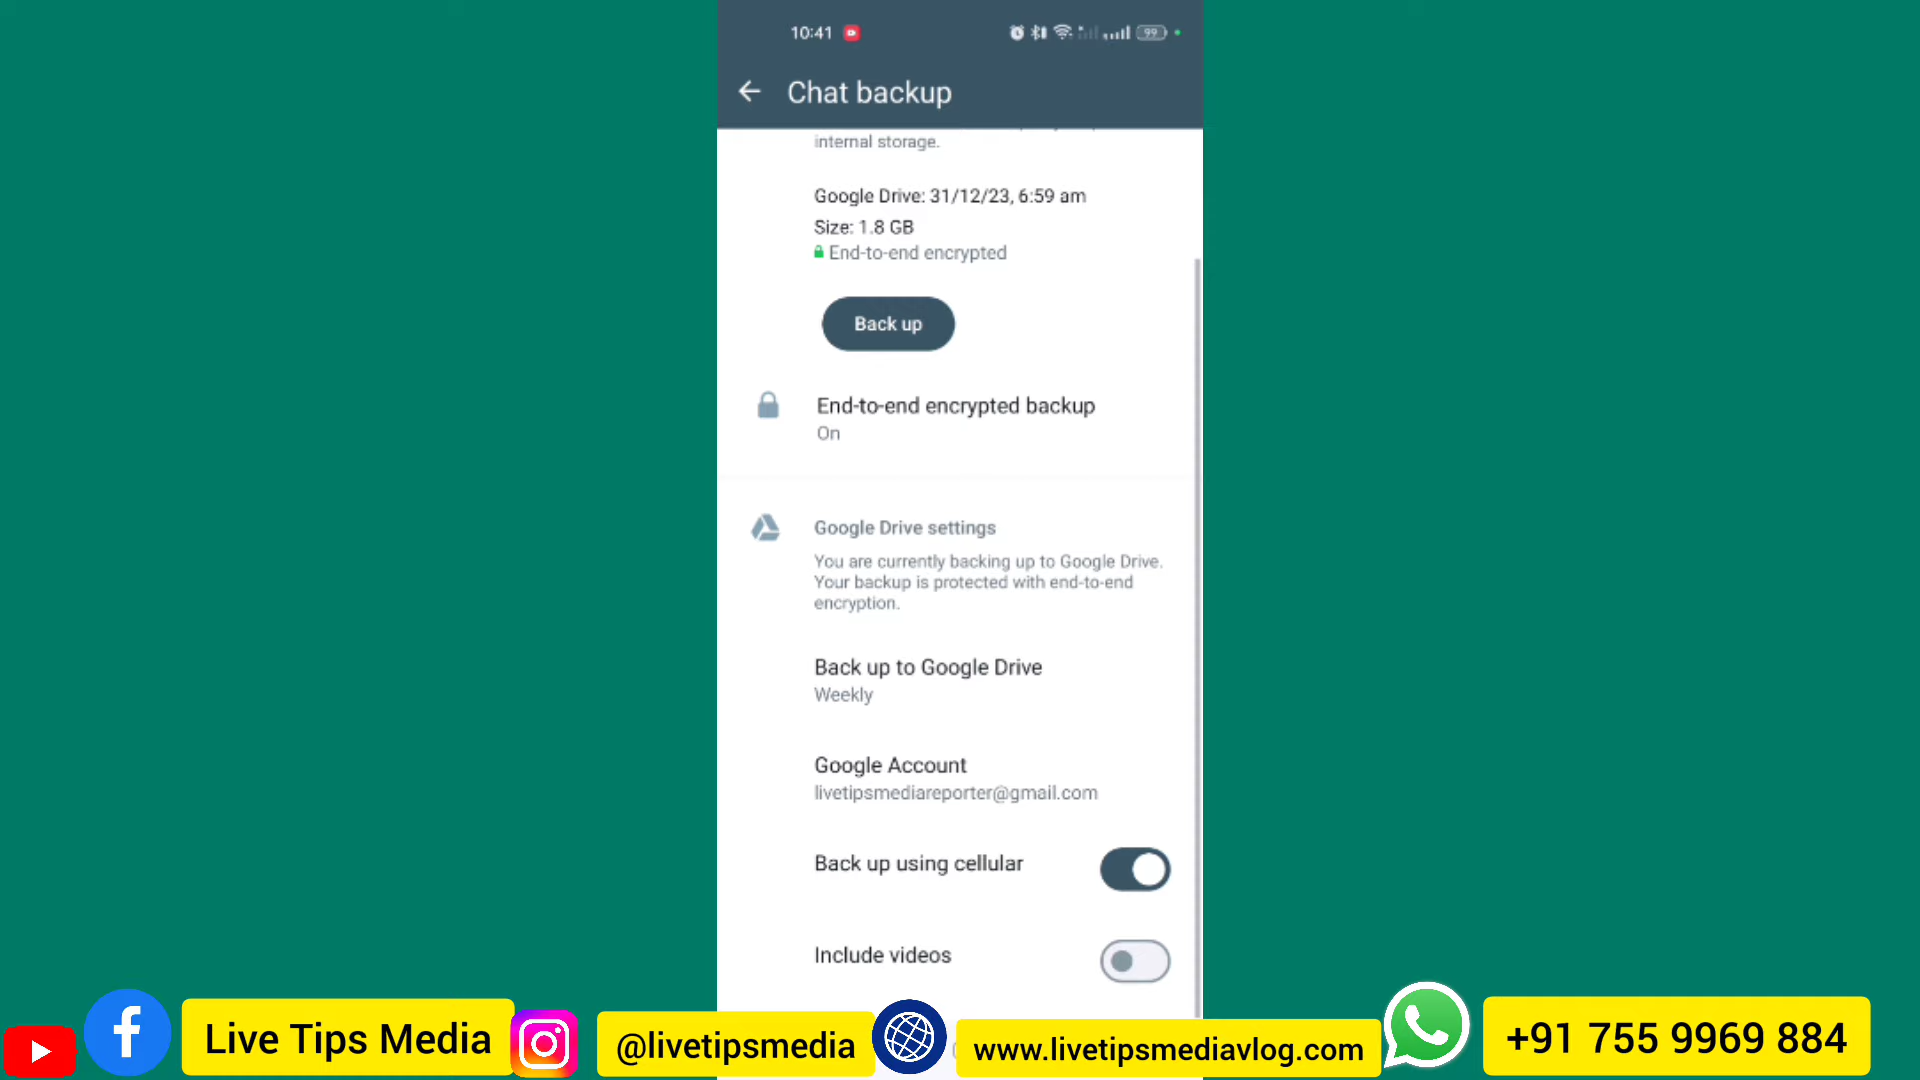 10:41
99
Chat backup
internal storage.
Google Drive: 31/12/23, 6:59 am
Size: 1.8 GB
End-to-end encrypted
Back up
End-to-end encrypted backup
On
Google Drive settings
You are currently backing up to Google Drive.
Your backup is protected with end-to-end
encryption.
Back up to Google Drive
Weekly
Google Account
livetipsmediareporter@gmail.com
Back up using cellular
Include videos
Live Tips Media
@livetipsmedia
www.livetipsmediavlog.com
+91 755 9969 884